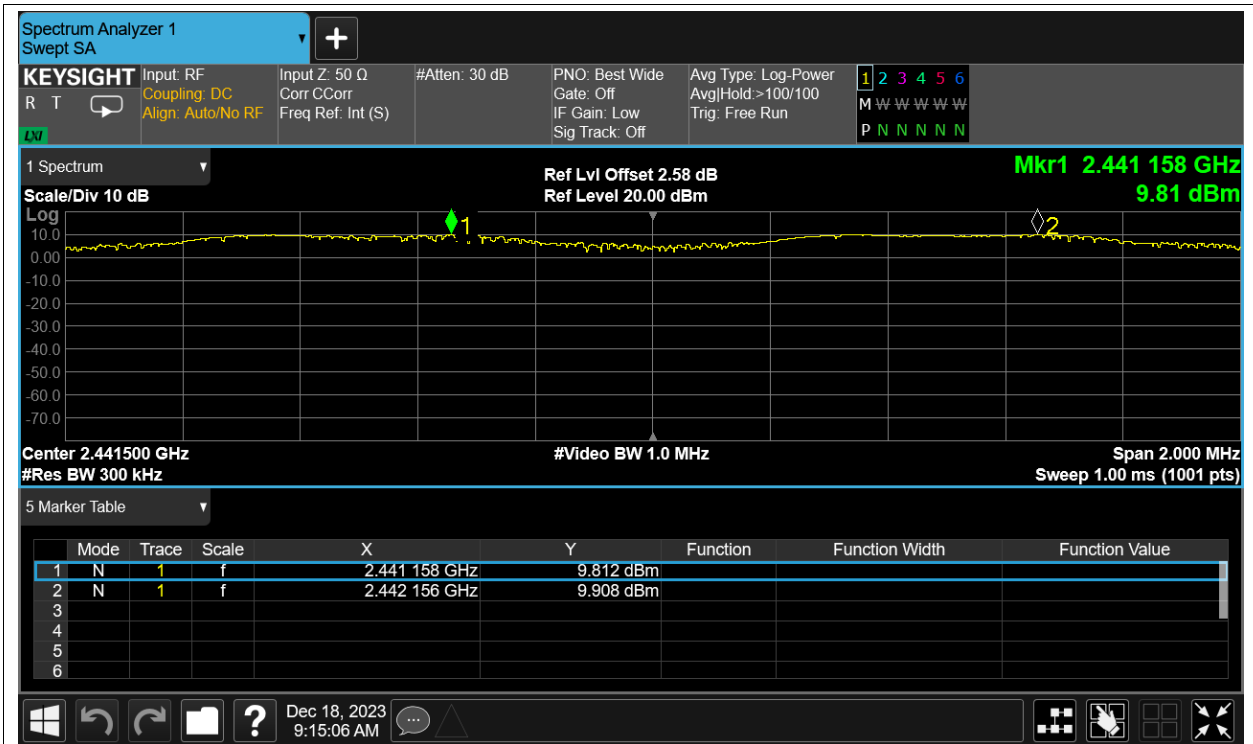 Spectrum Analyzer 1
Swept SA
KEYSIGHT
R T
LXI
Input: RF
Coupling: DC
Align: Auto/No RF
Input Z: 50 Ω
Corr CCorr
Freq Ref: Int (S)
#Atten: 30 dB
PNO: Best Wide
Gate: Off
IF Gain: Low
Sig Track: Off
Avg Type: Log-Power
Avg|Hold:>100/100
Trig: Free Run
1 2 3 4 5 6
M W W W W W
P N N N N N
1 Spectrum
Scale/Div 10 dB
Ref Lvl Offset 2.58 dB
Ref Level 20.00 dBm
Mkr1 2.441 158 GHz
9.81 dBm
Log
1
2
10.0
0.00
-10.0
-20.0
-30.0
-40.0
-50.0
-60.0
-70.0
Center 2.441500 GHz
#Res BW 300 kHz
#Video BW 1.0 MHz
Span 2.000 MHz
Sweep 1.00 ms (1001 pts)
5 Marker Table
Mode Trace Scale X Y Function Function Width Function Value
1 N 1 f 2.441 158 GHz 9.812 dBm
2 N 1 f 2.442 156 GHz 9.908 dBm
3
4
5
6
?
Dec 18, 2023
9:15:06 AM